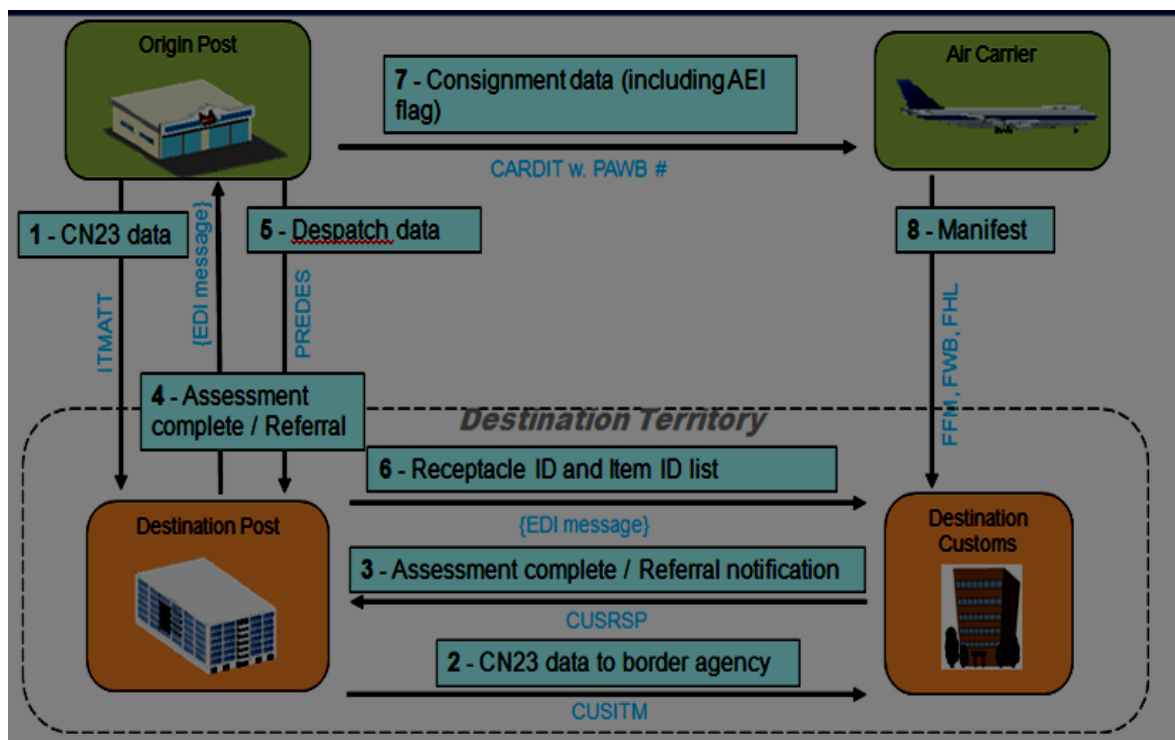 Origin Post
Air Carrier
7 - Consignment data (including AEI
flag)
CARDIT w. PAWB #
1 - CN23 data
5 - Despatch data
8 - Manifest
ITMATT
{EDI message}
PREDES
FFM, FWB, FHL
4 - Assessment
complete / Referral
Destination Territory
6 - Receptacle ID and Item ID list
{EDI message}
Destination Post
Destination
Customs
3 - Assessment complete / Referral notification
CUSRSP
2 - CN23 data to border agency
CUSITM